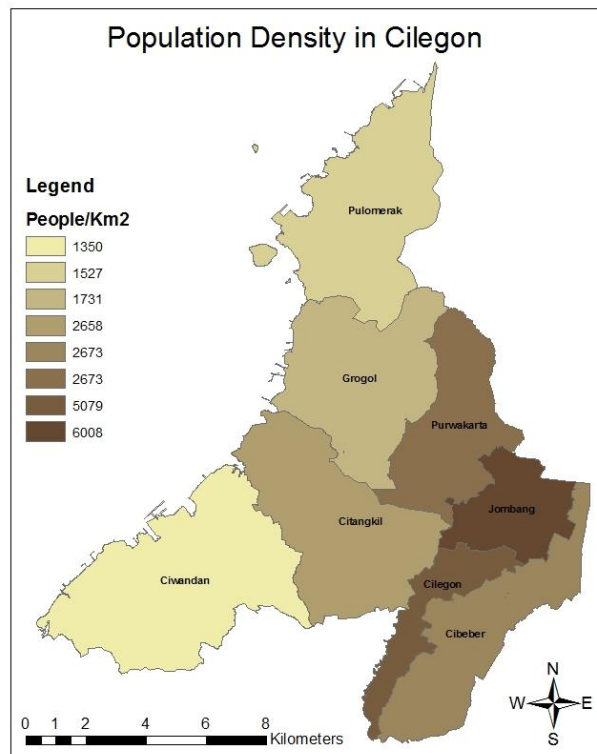 Population Density in Cilegon
Legend
People/Km2
1350
1527
1731
2658
2673
2673
5079
6008
Pulomerak
Grogol
Purwakarta
Jombang
Citangkil
Ciwandan
Cilegon
Cibeber
N
W E
S
0 1 2 4 6 8
Kilometers